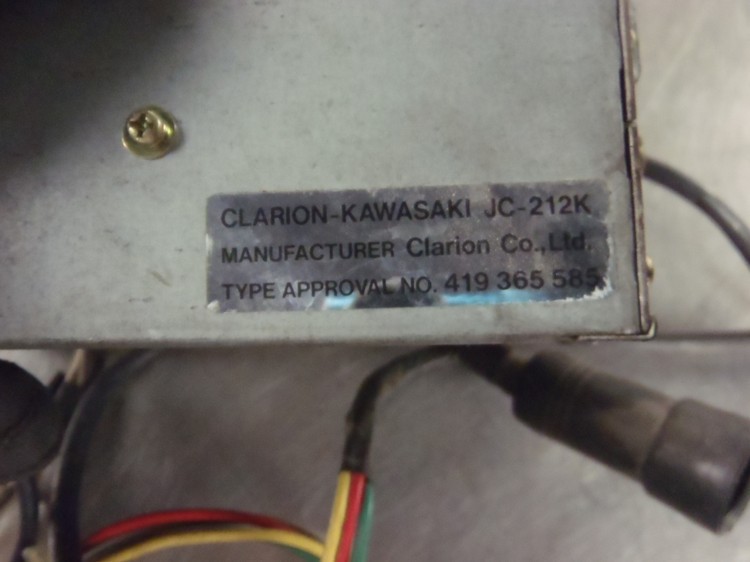 CLARION-KAWASAKI JC-212K
MANUFACTURER Clarion Co.,Ltd.
TYPE APPROVAL NO. 419 365 585